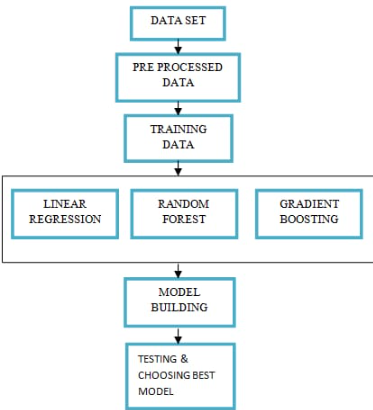 DATA SET
PRE PROCESSED
DATA
TRAINING
DATA
LINEAR
REGRESSION
RANDOM
FOREST
GRADIENT
BOOSTING
MODEL
BUILDING
TESTING &
CHOOSING BEST
MODEL